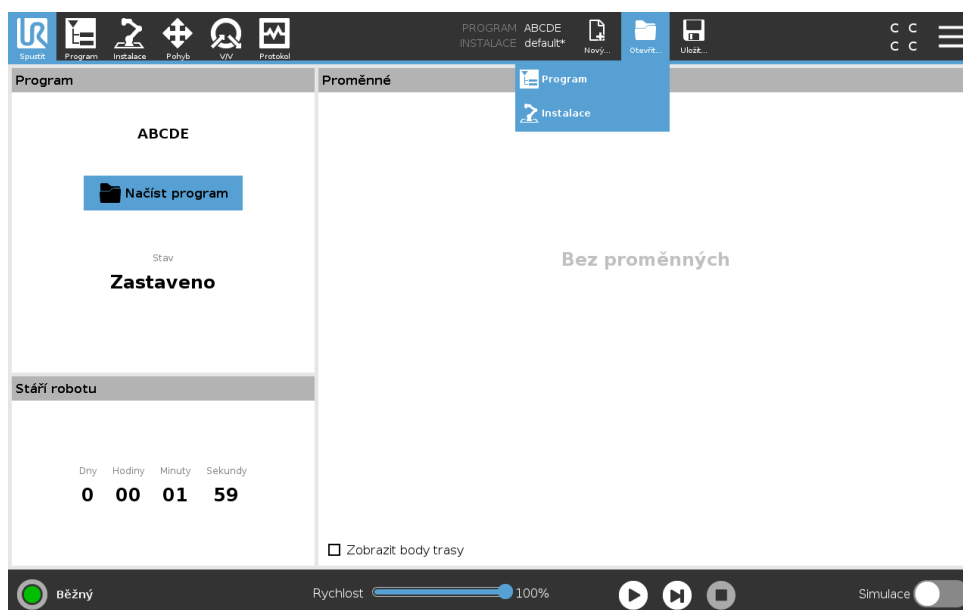 UR
Spustit
Program
Instalace
Pohyb
V/V
Protokol
PROGRAM ABCDE
INSTALACE default*
Nový...
Otevřít...
Uložit...
C C
C C
Program
Instalace
Program
ABCDE
Načíst program
Stav
Zastaveno
Proměnné
Bez proměnných
Stáří robotu
Dny Hodiny Minuty Sekundy
0 00 01 59
Zobrazit body trasy
Běžný
Rychlost 100%
Simulace